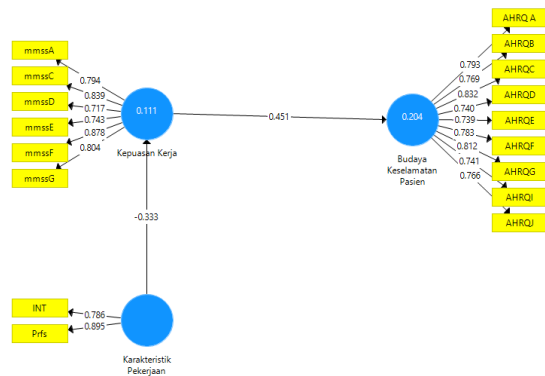 mmssA
mmssC
mmssD
mmssE
mmssF
mmssG
0.794
0.839
0.717
0.743
0.878
0.804
0.111
Kepuasan Kerja
0.451
0.204
Budaya
Keselamatan
Pasien
0.793
0.769
0.832
0.740
0.739
0.783
0.812
0.741
0.766
AHRQ A
AHRQB
AHRQC
AHRQD
AHRQE
AHRQF
AHRQG
AHRQI
AHRQJ
-0.333
INT
Prfs
0.786
0.895
Karakteristik
Pekerjaan